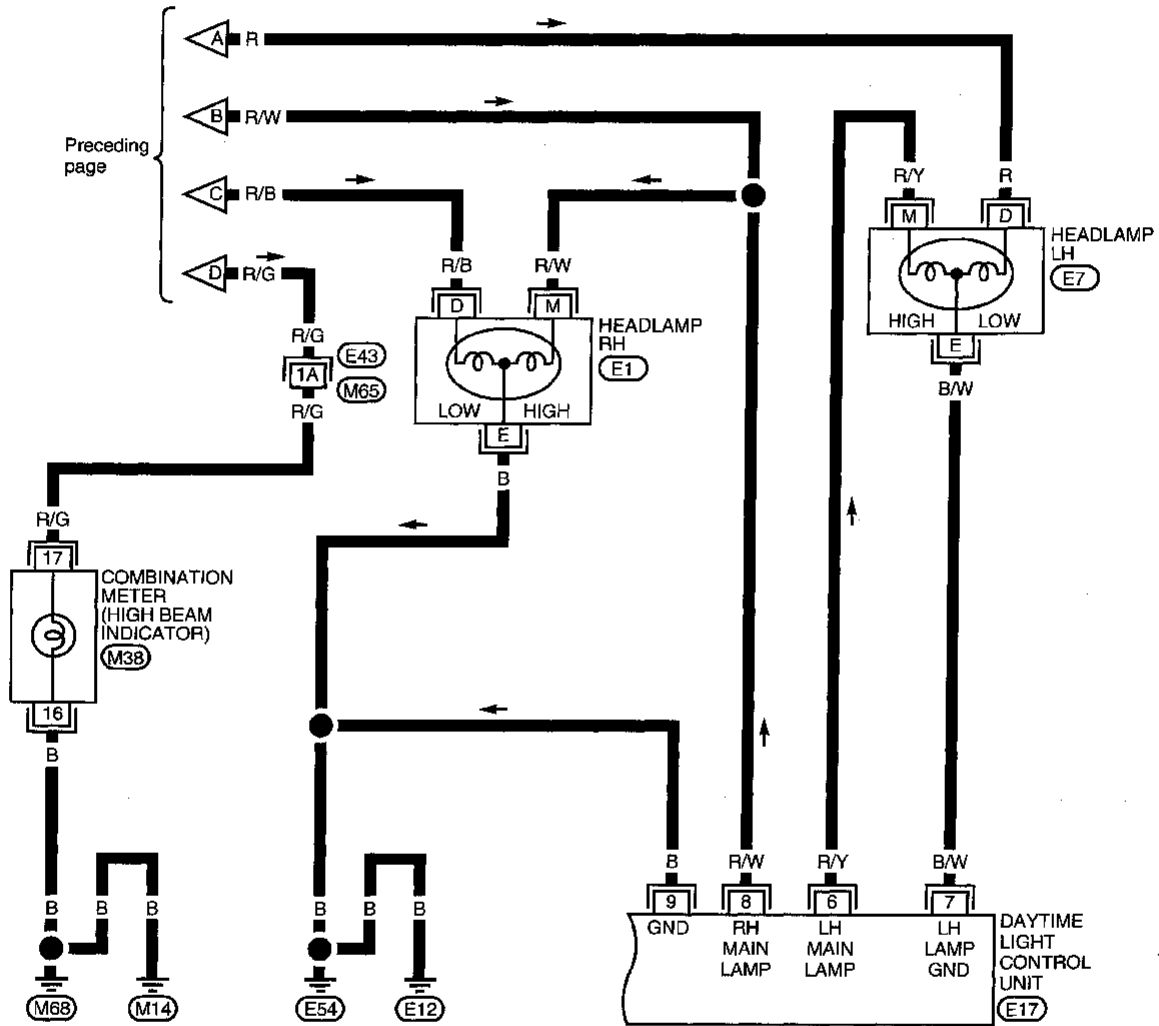 A R
B R/W
Preceding
page
C R/B
D R/G
R/Y R
M D
HEADLAMP
LH
E7
HIGH LOW
E
B/W
R/B R/W
D M
HEADLAMP
RH
E1
LOW HIGH
E
B
R/G
1A
E43
M65
R/G
R/G
17
COMBINATION
METER
(HIGH BEAM
INDICATOR)
M38
16
B
B R/W R/Y B/W
9 8 6 7
GND
RH
MAIN
LAMP
LH
MAIN
LAMP
LH
LAMP
GND
DAYTIME
LIGHT
CONTROL
UNIT
E17
B B B B B B
M68 M14 E54 E12